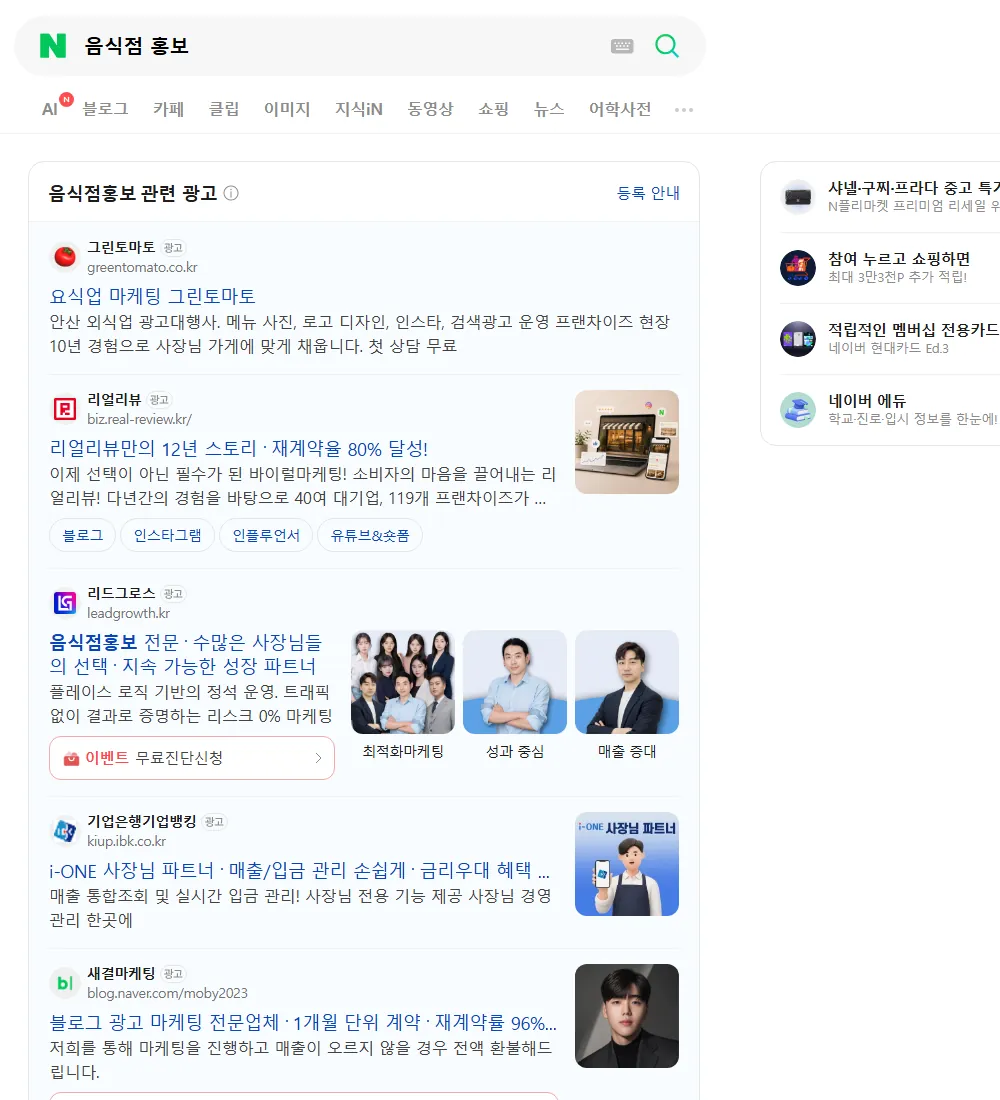 음식점 홍보
AI N 블로그 카페 클립 이미지 지식iN 동영상 쇼핑 뉴스 어학사전
음식점홍보 관련 광고
등록 안내
그린토마토 광고
greentomato.co.kr
요식업 마케팅 그린토마토
안산 외식업 광고대행사. 메뉴 사진, 로고 디자인, 인스타, 검색광고 운영 프랜차이즈 현장
10년 경험으로 사장님 가게에 맞게 채웁니다. 첫 상담 무료
리얼리뷰 광고
biz.real-review.kr/
리얼리뷰만의 12년 스토리 · 재계약율 80% 달성!
이제 선택이 아닌 필수가 된 바이럴마케팅! 소비자의 마음을 끌어내는 리
얼리뷰! 다년간의 경험을 바탕으로 40여 대기업, 119개 프랜차이즈가 ...
블로그 인스타그램 인플루언서 유튜브&숏폼
리드그로스 광고
leadgrowth.kr
음식점홍보 전문 · 수많은 사장님들
의 선택 · 지속 가능한 성장 파트너
플레이스 로직 기반의 정석 운영. 트래픽
없이 결과로 증명하는 리스크 0% 마케팅
이벤트 무료진단신청
최적화마케팅 성과 중심 매출 증대
기업은행기업뱅킹 광고
kiup.ibk.co.kr
i-ONE 사장님 파트너 · 매출/입금 관리 손쉽게 · 금리우대 혜택 ...
매출 통합조회 및 실시간 입금 관리! 사장님 전용 기능 제공 사장님 경영
관리 한곳에
i-ONE 사장님 파트너
새결마케팅 광고
blog.naver.com/moby2023
블로그 광고 마케팅 전문업체 · 1개월 단위 계약 · 재계약률 96%...
저희를 통해 마케팅을 진행하고 매출이 오르지 않을 경우 전액 환불해드
립니다.
샤넬·구찌·프라다 중고 특가
N플리마켓 프리미엄 리세일 위
참여 누르고 쇼핑하면
최대 3만3천P 추가 적립!
적립적인 멤버십 전용카드
네이버 현대카드 Ed.3
네이버 에듀
학교·진로·입시 정보를 한눈에!